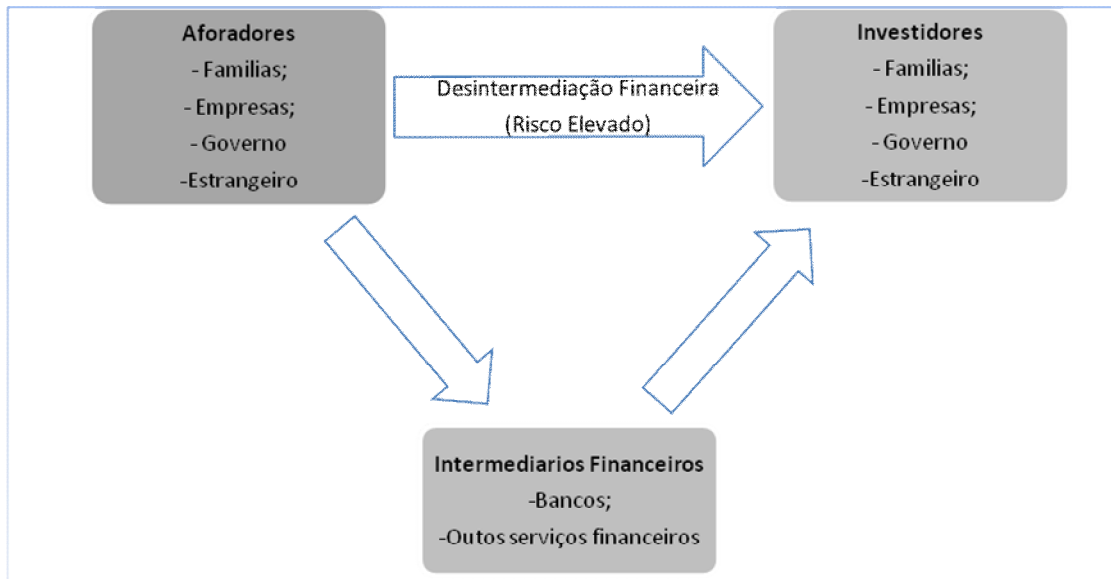 Aforadores
- Familias;
- Empresas;
- Governo
-Estrangeiro
Desintermediação Financeira
(Risco Elevado)
Investidores
- Familias;
- Empresas;
- Governo
-Estrangeiro
Intermediarios Financeiros
-Bancos;
-Outos serviços financeiros